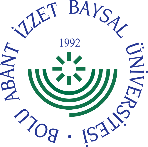 BOLU ABANT İZZET BAYSAL ÜNİVERSİTESİ
1992